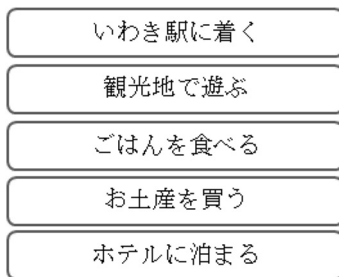 いわき駅に着く
観光地で遊ぶ
ごはんを食べる
お土産を買う
ホテルに泊まる